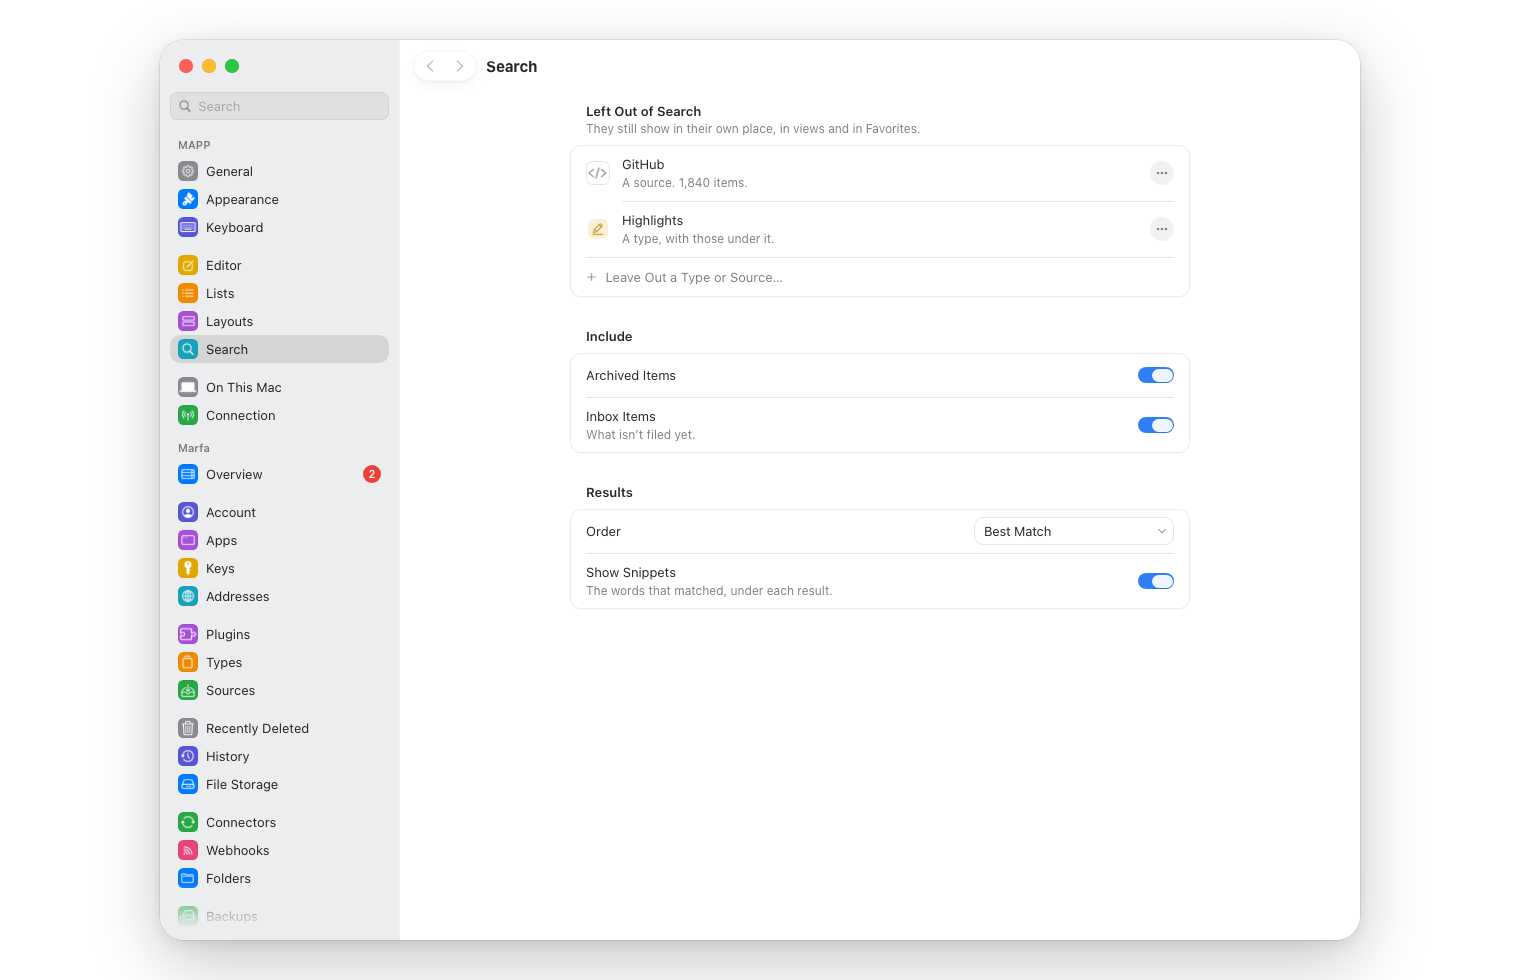 Search
MAPP
General
Appearance
Keyboard
Editor
Lists
Layouts
Search
On This Mac
Connection
Marfa
Overview
2
Account
Apps
Keys
Addresses
Plugins
Types
Sources
Recently Deleted
History
File Storage
Connectors
Webhooks
Folders
Backups
Search
Left Out of Search
They still show in their own place, in views and in Favorites.
GitHub
A source. 1,840 items.
Highlights
A type, with those under it.
+ Leave Out a Type or Source...
Include
Archived Items
Inbox Items
What isn't filed yet.
Results
Order
Best Match
Show Snippets
The words that matched, under each result.